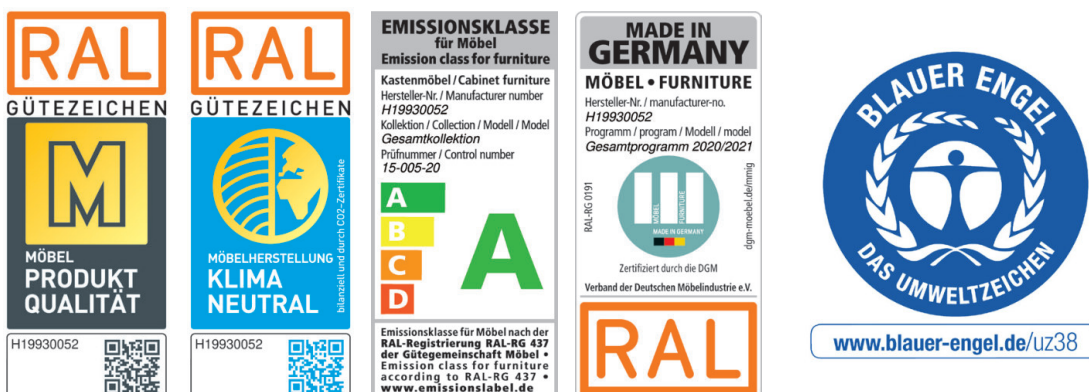 RAL
GÜTEZEICHEN
M
MÖBEL
PRODUKT
QUALITÄT
H19930052
RAL
GÜTEZEICHEN
MÖBELHERSTELLUNG
KLIMA
NEUTRAL
bilanziell und durch CO2-Zertifikate
H19930052
EMISSIONSKLASSE
für Möbel
Emission class for furniture
Kastenmöbel / Cabinet furniture
Hersteller-Nr. / Manufacturer number
H19930052
Kollektion / Collection / Modell / Model
Gesamtkollektion
Prüfnummer / Control number
15-005-20
A
B
C
D
A
Emissionsklasse für Möbel nach der
RAL-Registrierung RAL-RG 437
der Gütegemeinschaft Möbel •
Emission class for furniture
according to RAL-RG 437 •
www.emissionslabel.de
MADE IN
GERMANY
MÖBEL • FURNITURE
Hersteller-Nr. / manufacturer-no.
H19930052
Programm / program / Modell / model
Gesamtprogramm 2020/2021
RAL-RG 0191
MÖBEL
FURNITURE
MADE IN GERMANY
dgm-moebel.de/mmig
Zertifiziert durch die DGM
Verband der Deutschen Möbelindustrie e.V.
RAL
BLAUER ENGEL
DAS UMWELTZEICHEN
www.blauer-engel.de/uz38